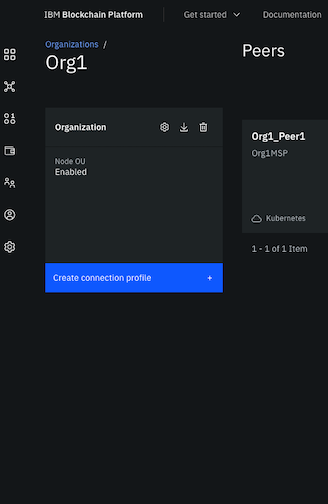 IBM Blockchain Platform
Get started
Documentation
Organizations /
Org1
Peers
Organization
Node OU
Enabled
Create connection profile +
Org1_Peer1
Org1MSP
Kubernetes
1 - 1 of 1 Item